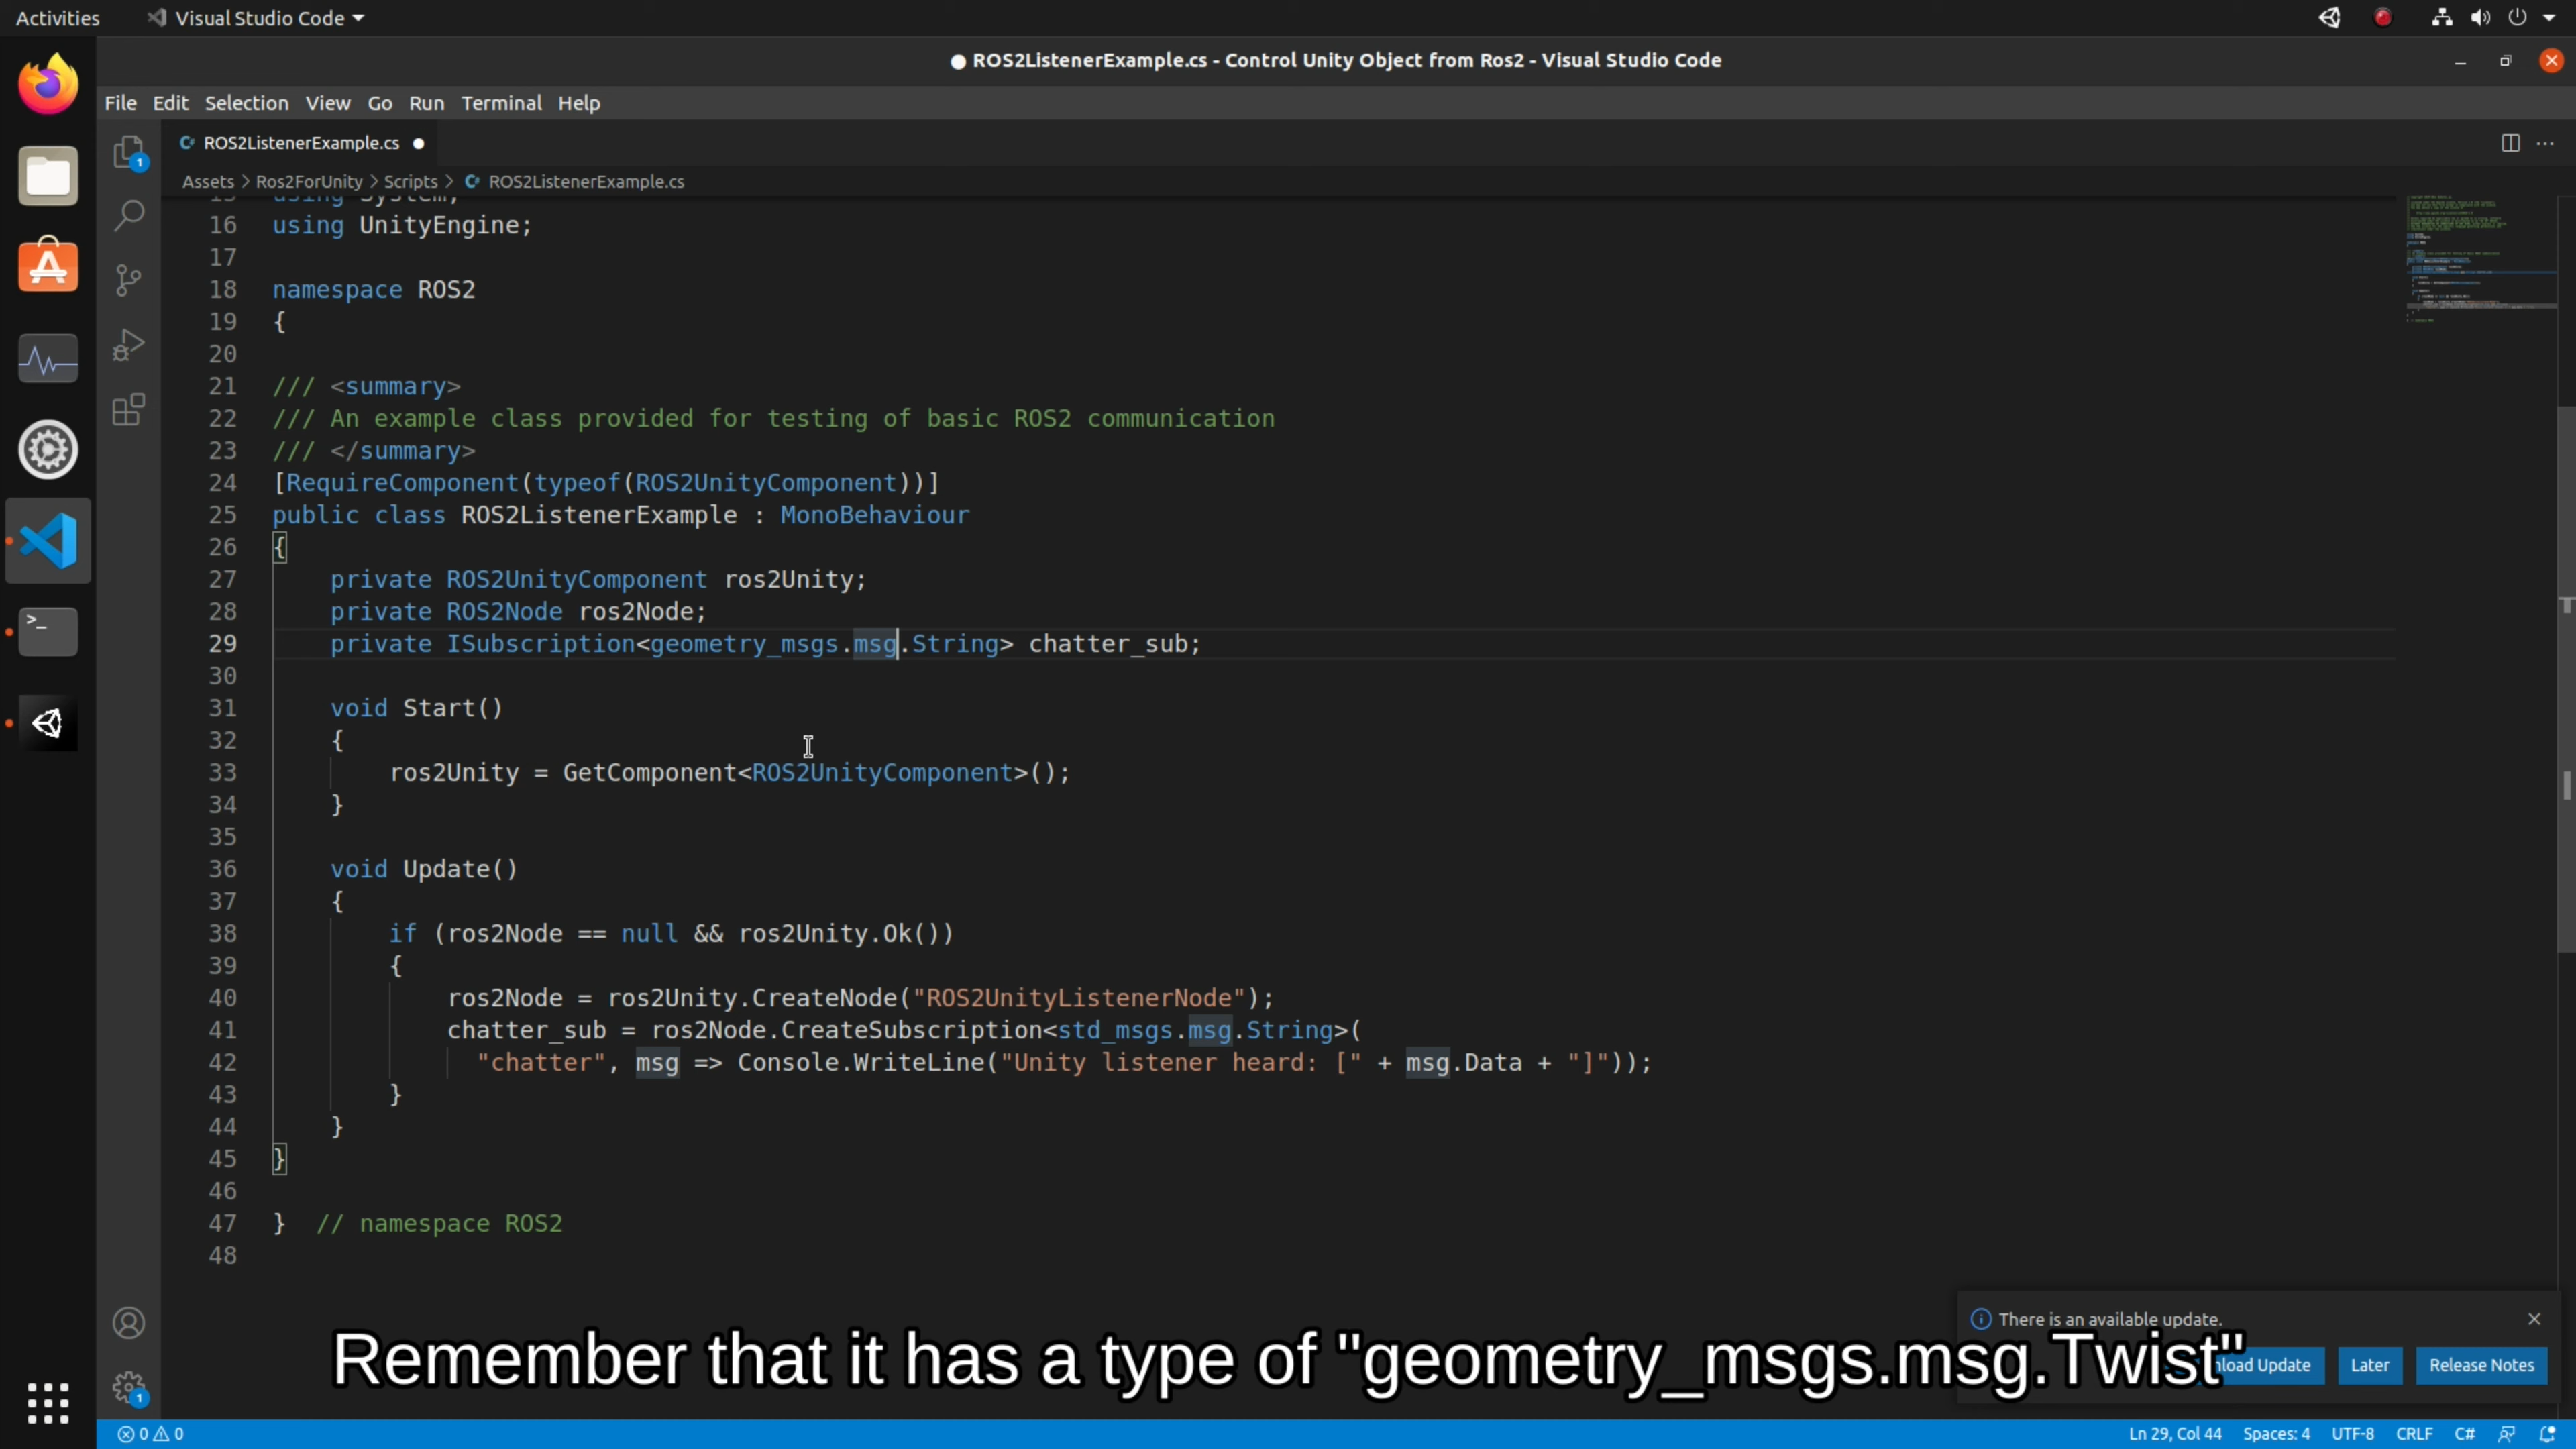 Activities Visual Studio Code
ROS2ListenerExample.cs - Control Unity Object from Ros2 - Visual Studio Code
File Edit Selection View Go Run Terminal Help
ROS2ListenerExample.cs
Assets > Ros2ForUnity > Scripts > ROS2ListenerExample.cs
15 using System;
16 using UnityEngine;
17
18 namespace ROS2
19 {
20
21 /// <summary>
22 /// An example class provided for testing of basic ROS2 communication
23 /// </summary>
24 [RequireComponent(typeof(ROS2UnityComponent))]
25 public class ROS2ListenerExample : MonoBehaviour
26 {
27 private ROS2UnityComponent ros2Unity;
28 private ROS2Node ros2Node;
29 private ISubscription<geometry_msgs.msg.String> chatter_sub;
30
31 void Start()
32 {
33 ros2Unity = GetComponent<ROS2UnityComponent>();
34 }
35
36 void Update()
37 {
38 if (ros2Node == null && ros2Unity.Ok())
39 {
40 ros2Node = ros2Unity.CreateNode("ROS2UnityListenerNode");
41 chatter_sub = ros2Node.CreateSubscription<std_msgs.msg.String>(
42 "chatter", msg => Console.WriteLine("Unity listener heard: [" + msg.Data + "]"));
43 }
44 }
45 }
46
47 } // namespace ROS2
48
There is an available update.
Update Later Release Notes
Remember that it has a type of "geometry_msgs.msg.Twist"
0 0 Ln 29, Col 44 Spaces: 4 UTF-8 CRLF C#